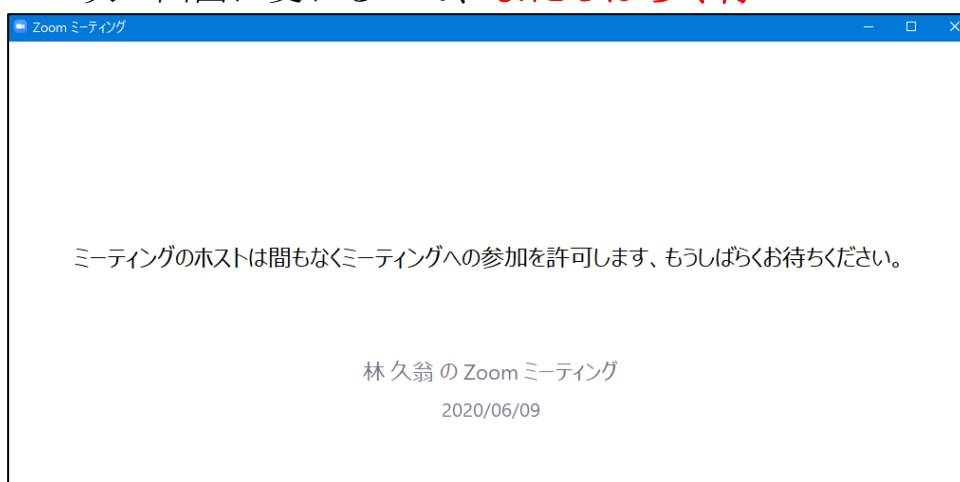 Zoom ミーティング
ミーティングのホストは間もなくミーティングへの参加を許可します、もうしばらくお待ちください。
林 久翁 の Zoom ミーティング
2020/06/09